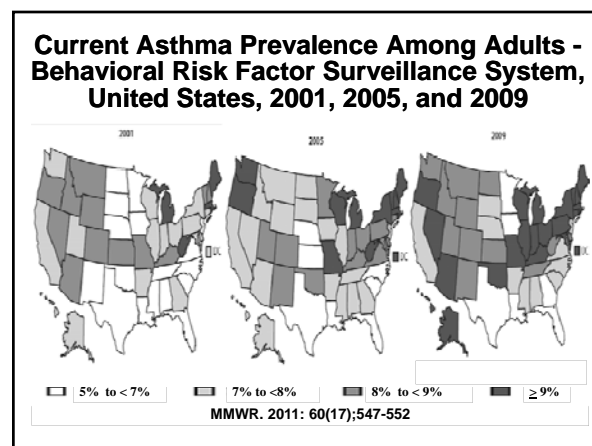 Current Asthma Prevalence Among Adults -
Behavioral Risk Factor Surveillance System,
United States, 2001, 2005, and 2009
2001
2005
2009
DC
DC
DC
5% to < 7%
7% to <8%
8% to < 9%
≥ 9%
MMWR. 2011: 60(17);547-552